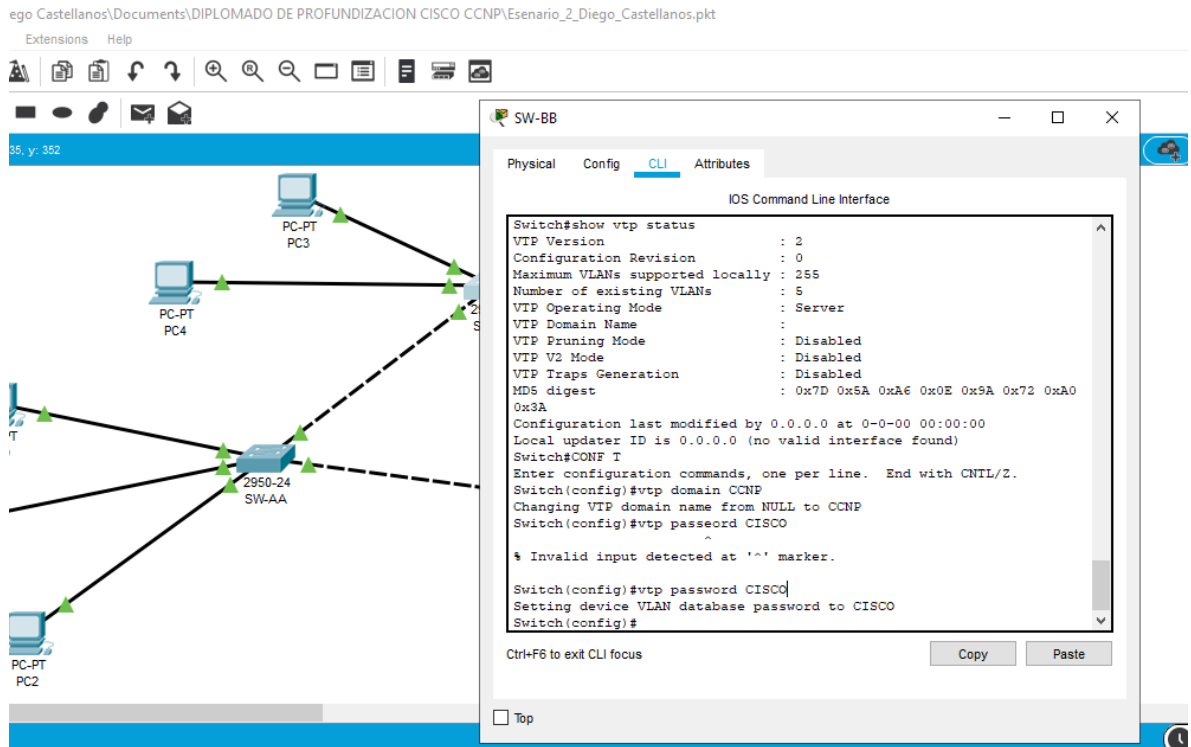 ego Castellanos\Documents\DIPLOMADO DE PROFUNDIZACION CISCO CCNP\Esenario_2_Diego_Castellanos.pkt
Extensions Help
35, y: 352
PC-PT
PC3
PC-PT
PC4
2950-24
SW-AA
PC-PT
PC2
SW-BB
Physical Config CLI Attributes
IOS Command Line Interface
Switch#show vtp status
VTP Version : 2
Configuration Revision : 0
Maximum VLANs supported locally : 255
Number of existing VLANs : 5
VTP Operating Mode : Server
VTP Domain Name :
VTP Pruning Mode : Disabled
VTP V2 Mode : Disabled
VTP Traps Generation : Disabled
MD5 digest : 0x7D 0x5A 0xA6 0x0E 0x9A 0x72 0xA0
0x3A
Configuration last modified by 0.0.0.0 at 0-0-00 00:00:00
Local updater ID is 0.0.0.0 (no valid interface found)
Switch#CONF T
Enter configuration commands, one per line. End with CNTL/Z.
Switch(config)#vtp domain CCNP
Changing VTP domain name from NULL to CCNP
Switch(config)#vtp passeord CISCO
^
% Invalid input detected at '^' marker.
Switch(config)#vtp password CISCO
Setting device VLAN database password to CISCO
Switch(config)#
Ctrl+F6 to exit CLI focus
Copy Paste
Top